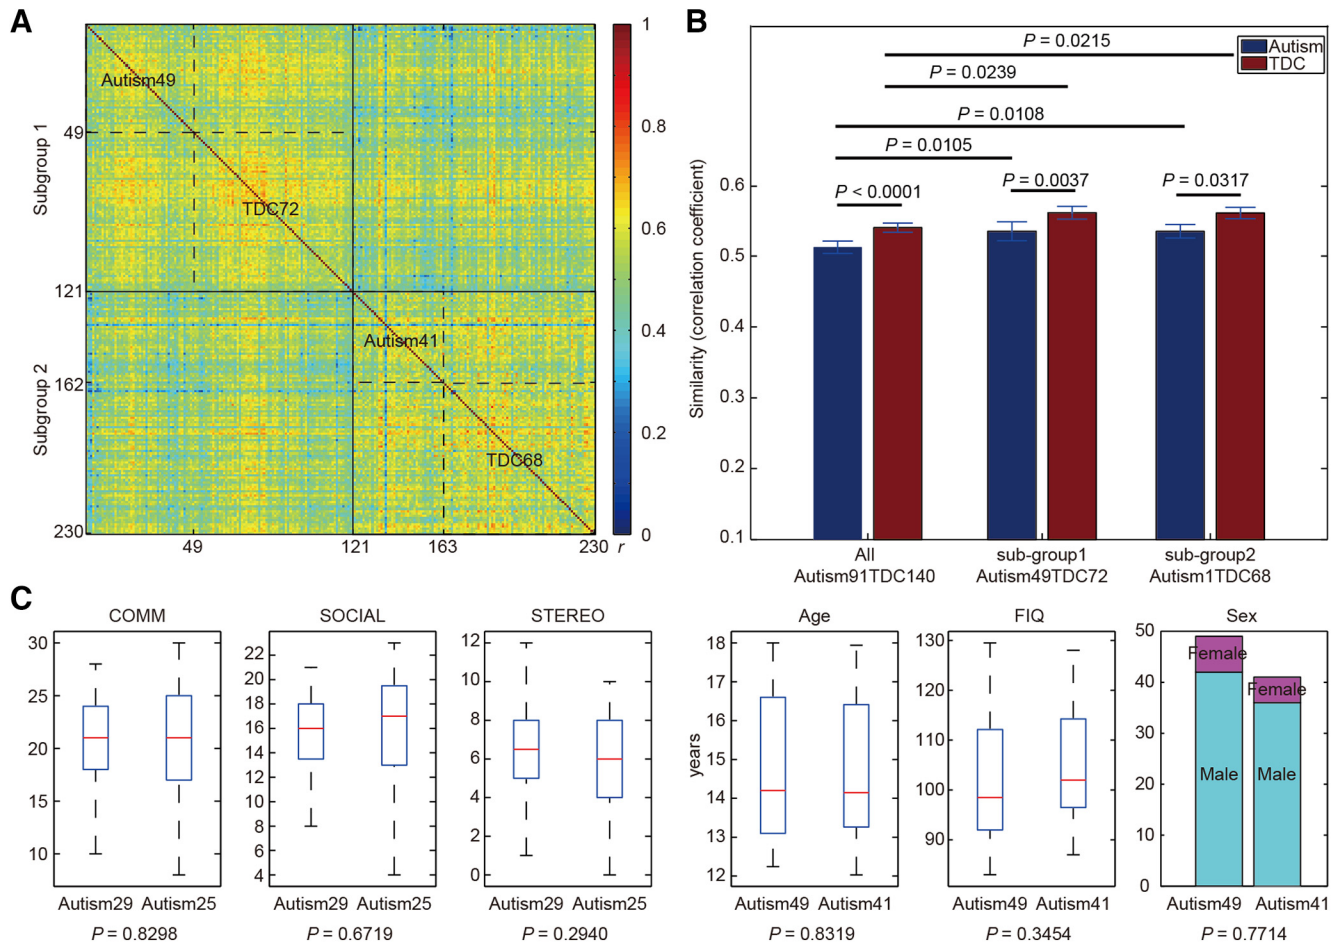 A
Subgroup 1
Subgroup 2
49
121
162
230
Autism49
TDC72
Autism41
TDC68
49 121 163 230 r
1
0.8
0.6
0.4
0.2
0
B
Similarity (correlation coefficient)
0.6
0.5
0.4
0.3
0.2
0.1
Autism
TDC
P = 0.0215
P = 0.0239
P = 0.0108
P = 0.0105
P < 0.0001
P = 0.0037
P = 0.0317
All
Autism91TDC140
sub-group1
Autism49TDC72
sub-group2
Autism1TDC68
C
COMM
30
25
20
15
10
Autism29 Autism25
P = 0.8298
SOCIAL
22
20
18
16
14
12
10
8
6
4
Autism29 Autism25
P = 0.6719
STEREO
12
10
8
6
4
2
0
Autism29 Autism25
P = 0.2940
Age
years
18
17
16
15
14
13
12
Autism49 Autism41
P = 0.8319
FIQ
130
120
110
100
90
Autism49 Autism41
P = 0.3454
Sex
50
40
30
20
10
0
Female
Female
Male
Male
Autism49 Autism41
P = 0.7714